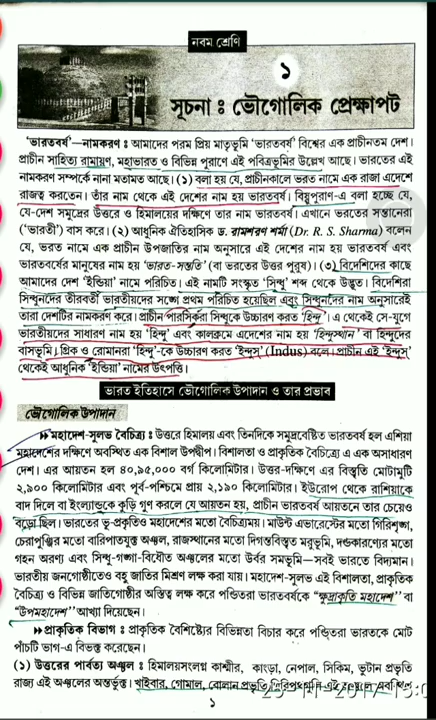 নবম শ্রেণি
১
সূচনা : ভৌগোলিক প্রেক্ষাপট
'ভারতবর্ষ'—নামকরণ : আমাদের পরম প্রিয় মাতৃভূমি 'ভারতবর্ষ' বিশ্বের এক প্রাচীনতম দেশ।
প্রাচীন সাহিত্য রামায়ণ, মহাভারত ও বিভিন্ন পুরাণে এই পবিত্রভূমির উল্লেখ আছে। ভারতের এই
নামকরণ সম্পর্কে নানা মতামত আছে। (১) বলা হয় যে, প্রাচীনকালে ভরত নামে এক রাজা এদেশে
রাজত্ব করতেন। তাঁর নাম থেকে এই দেশের নাম হয় ভারতবর্ষ। বিষ্ণুপুরাণ-এ বলা হচ্ছে যে,
যে-দেশ সমুদ্রের উত্তরে ও হিমালয়ের দক্ষিণে তার নাম ভারতবর্ষ। এখানে ভরতের সন্তানেরা
('ভারতী') বাস করে। (২) আধুনিক ঐতিহাসিক ড. রামশরণ শর্মা (Dr. R. S. Sharma) বলেন
যে, ভরত নামে এক প্রাচীন উপজাতির নাম অনুসারে এই দেশের নাম হয় ভারতবর্ষ এবং
ভারতবর্ষের মানুষের নাম হয় 'ভারত-সন্ততি' (বা ভরতের উত্তর পুরুষ)। (৩) বিদেশিদের কাছে
আমাদের দেশ 'ইন্ডিয়া' নামে পরিচিত। এই নামটি সংস্কৃত 'সিন্ধু' শব্দ থেকে উদ্ভূত। বিদেশিরা
সিন্ধুনদের তীরবর্তী ভারতীয়দের সঙ্গে প্রথম পরিচিত হয়েছিল এবং সিন্ধুনদের নাম অনুসারেই
তারা দেশটির নামকরণ করে। প্রাচীন পারসিকরা সিন্ধুকে উচ্চারণ করত 'হিন্দু'। এ থেকেই সে-যুগে
ভারতীয়দের সাধারণ নাম হয় 'হিন্দু' এবং কালক্রমে এদেশের নাম হয় 'হিন্দুস্থান' বা হিন্দুদের
বাসভূমি। গ্রিক ও রোমানরা 'হিন্দু'-কে উচ্চারণ করত 'ইন্দুস' (Indus) বলে। প্রাচীন এই 'ইন্দুস'
থেকেই আধুনিক 'ইন্ডিয়া' নামের উৎপত্তি।
ভারত ইতিহাসে ভৌগোলিক উপাদান ও তার প্রভাব
ভৌগোলিক উপাদান
মহাদেশ-সুলভ বৈচিত্র্য : উত্তরে হিমালয় এবং তিনদিকে সমুদ্রবেষ্টিত ভারতবর্ষ হল এশিয়া
মহাদেশের দক্ষিণে অবস্থিত এক বিশাল উপদ্বীপ। বিশালতা ও প্রাকৃতিক বৈচিত্র্যে এ এক অসাধারণ
দেশ। এর আয়তন হল ৪০,৯৫,০০০ বর্গ কিলোমিটার। উত্তর-দক্ষিণে এর বিস্তৃতি মোটামুটি
২,৯০০ কিলোমিটার এবং পূর্ব-পশ্চিমে প্রায় ২,১৯০ কিলোমিটার। ইউরোপ থেকে রাশিয়াকে
বাদ দিলে বা ইংল্যান্ডকে কুড়ি গুণ করলে যে আয়তন হয়, প্রাচীন ভারতবর্ষ আয়তনে তার চেয়েও
বড়ো ছিল। ভারতের ভূ-প্রকৃতিও মহাদেশের মতো বৈচিত্র্যময়। মাউন্ট এভারেস্টের মতো গিরিশৃঙ্গ,
চেরাপুঞ্জির মতো বারিপাতযুক্ত অঞ্চল, রাজস্থানের মতো দিগন্তবিস্তৃত মরুভূমি, দণ্ডকারণ্যের মতো
গহন অরণ্য এবং সিন্ধু-গঙ্গা-বিধৌত অঞ্চলের মতো উর্বর সমভূমি—সবই ভারতে বিদ্যমান।
ভারতীয় জনগোষ্ঠীতেও বহু জাতির মিশ্রণ লক্ষ করা যায়। মহাদেশ-সুলভ এই বিশালতা, প্রাকৃতিক
বৈচিত্র্য ও বিভিন্ন জাতিগোষ্ঠীর অস্তিত্ব লক্ষ করে পণ্ডিতরা ভারতবর্ষকে "ক্ষুদ্রাকৃতি মহাদেশ" বা
"উপমহাদেশ" আখ্যা দিয়েছেন।
প্রাকৃতিক বিভাগ : প্রাকৃতিক বৈশিষ্ট্যের বিভিন্নতা বিচার করে পণ্ডিতরা ভারতকে মোট
পাঁচটি ভাগ-এ বিভক্ত করেছেন।
(১) উত্তরের পার্বত্য অঞ্চল : হিমালয়সংলগ্ন কাশ্মীর, কাংড়া, নেপাল, সিকিম, ভুটান প্রভৃতি
রাজ্য এই অঞ্চলের অন্তর্ভুক্ত। খাইবার, গোমাল, বোলান প্রভৃতি গিরিপথগুলি এই অঞ্চলে অবস্থিত
১